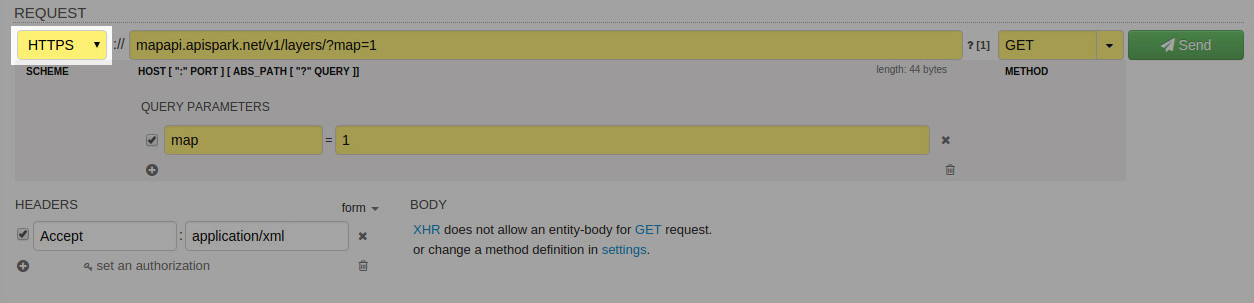 REQUEST
HTTPS :// mapapi.apispark.net/v1/layers/?map=1 ? [1] GET Send
SCHEME HOST [ ":" PORT ] [ ABS_PATH [ "?" QUERY ]] length: 44 bytes METHOD
QUERY PARAMETERS
map = 1
HEADERS form BODY
Accept : application/xml XHR does not allow an entity-body for GET request.
or change a method definition in settings.
set an authorization